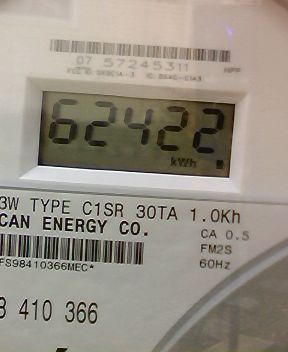 07 57245311 HPP
62422
kWh
3W TYPE C1SR 30TA 1.0Kh
CAN ENERGY CO.
CA 0.5
FM2S
60Hz
FS98410366MEC*
8 410 366